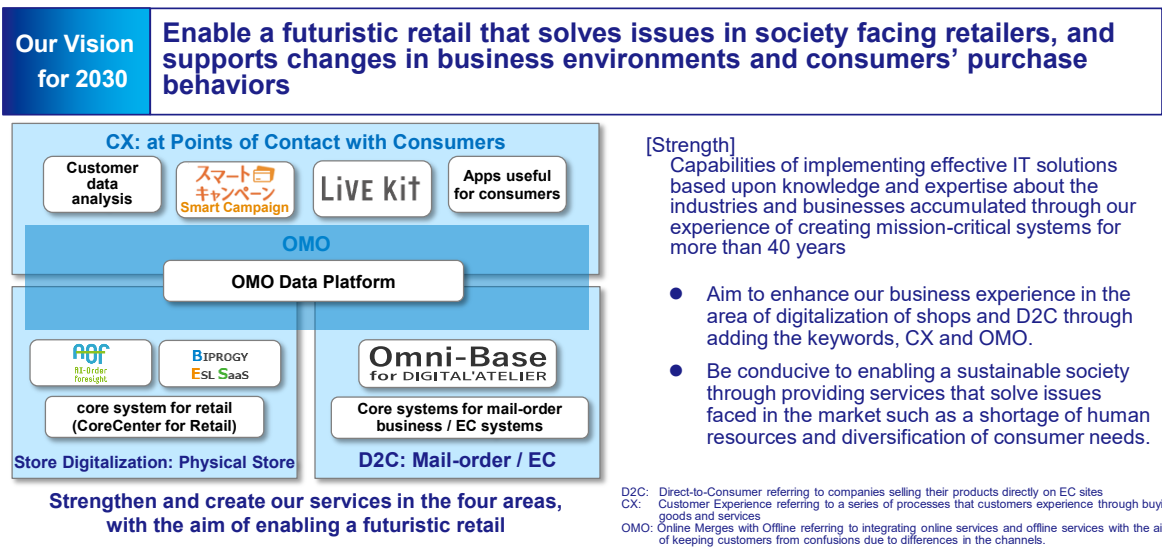 Our Vision
for 2030
Enable a futuristic retail that solves issues in society facing retailers, and
supports changes in business environments and consumers’ purchase
behaviors
CX: at Points of Contact with Consumers
Customer
data
analysis
スマート
キャンペーン
Smart Campaign
LiVE kit
Apps useful
for consumers
OMO
OMO Data Platform
AOF
AI-Order
foresight
BIPROGY
ESL SaaS
core system for retail
(CoreCenter for Retail)
Store Digitalization: Physical Store
Omni-Base
for DIGITAL'ATELIER
Core systems for mail-order
business / EC systems
D2C: Mail-order / EC
Strengthen and create our services in the four areas,
with the aim of enabling a futuristic retail
[Strength]
Capabilities of implementing effective IT solutions
based upon knowledge and expertise about the
industries and businesses accumulated through our
experience of creating mission-critical systems for
more than 40 years
● Aim to enhance our business experience in the
area of digitalization of shops and D2C through
adding the keywords, CX and OMO.
● Be conducive to enabling a sustainable society
through providing services that solve issues
faced in the market such as a shortage of human
resources and diversification of consumer needs.
D2C: Direct-to-Consumer referring to companies selling their products directly on EC sites
CX: Customer Experience referring to a series of processes that customers experience through buyi
goods and services
OMO: Online Merges with Offline referring to integrating online services and offline services with the ai
of keeping customers from confusions due to differences in the channels.